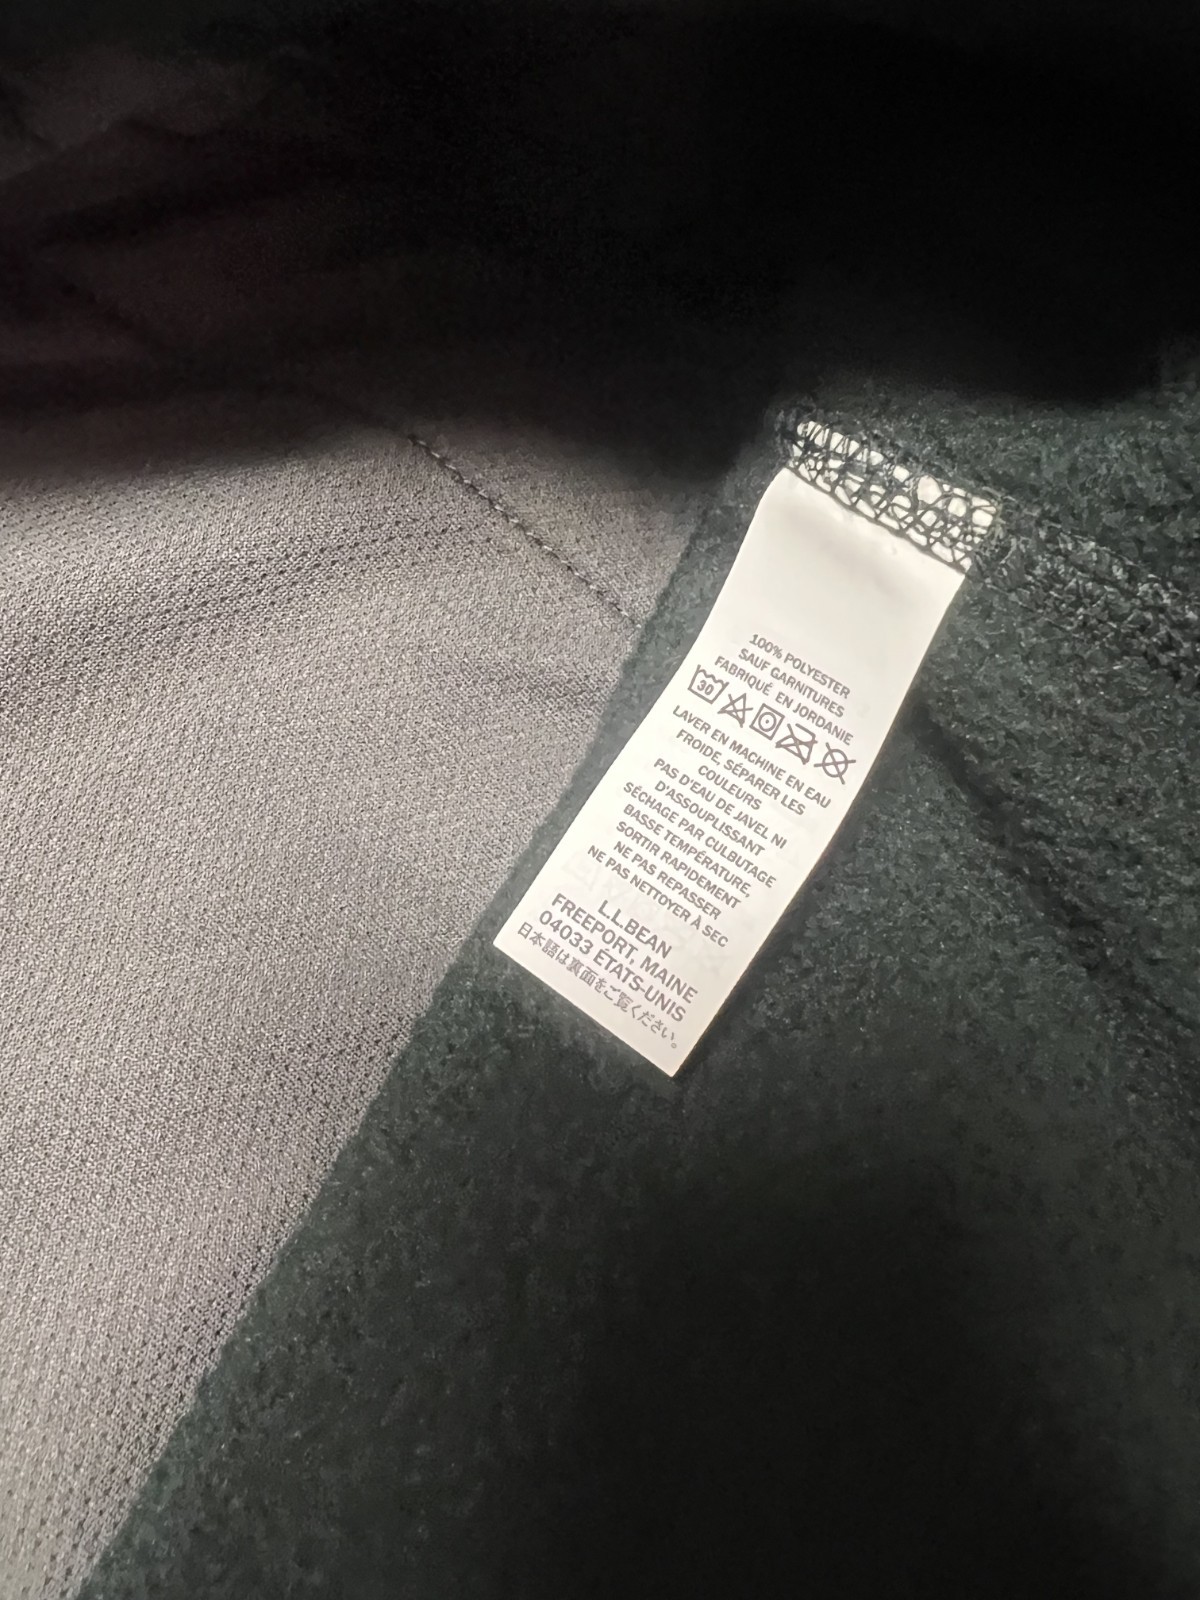 100% POLYESTER
SAUF GARNITURES
FABRIQUÉ EN JORDANIE
30
LAVER EN MACHINE EN EAU
FROIDE, SÉPARER LES
COULEURS
PAS D'EAU DE JAVEL NI
D'ASSOUPLISSANT
SÉCHAGE PAR CULBUTAGE
BASSE TEMPÉRATURE,
SORTIR RAPIDEMENT
NE PAS REPASSER
NE PAS NETTOYER À SEC
L.L.BEAN
FREEPORT, MAINE
04033 ÉTATS-UNIS
日本語は裏面をご覧ください。